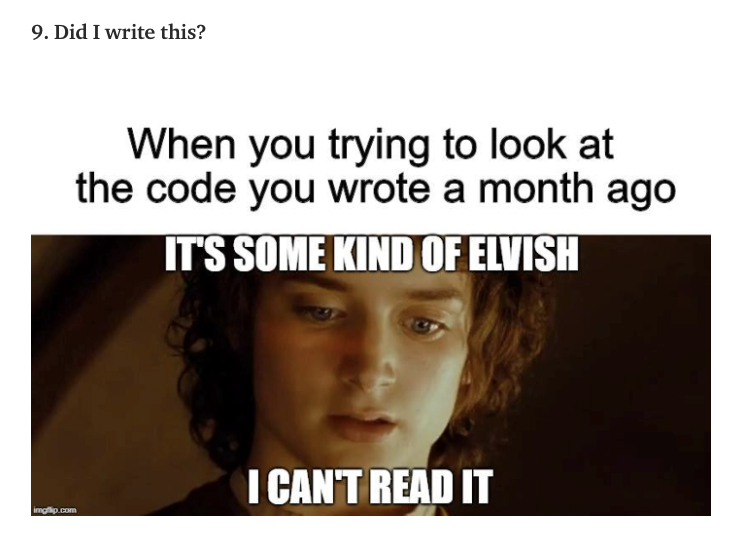 9. Did I write this?
When you trying to look at
the code you wrote a month ago
IT'S SOME KIND OF ELVISH
I CAN'T READ IT
imgflip.com